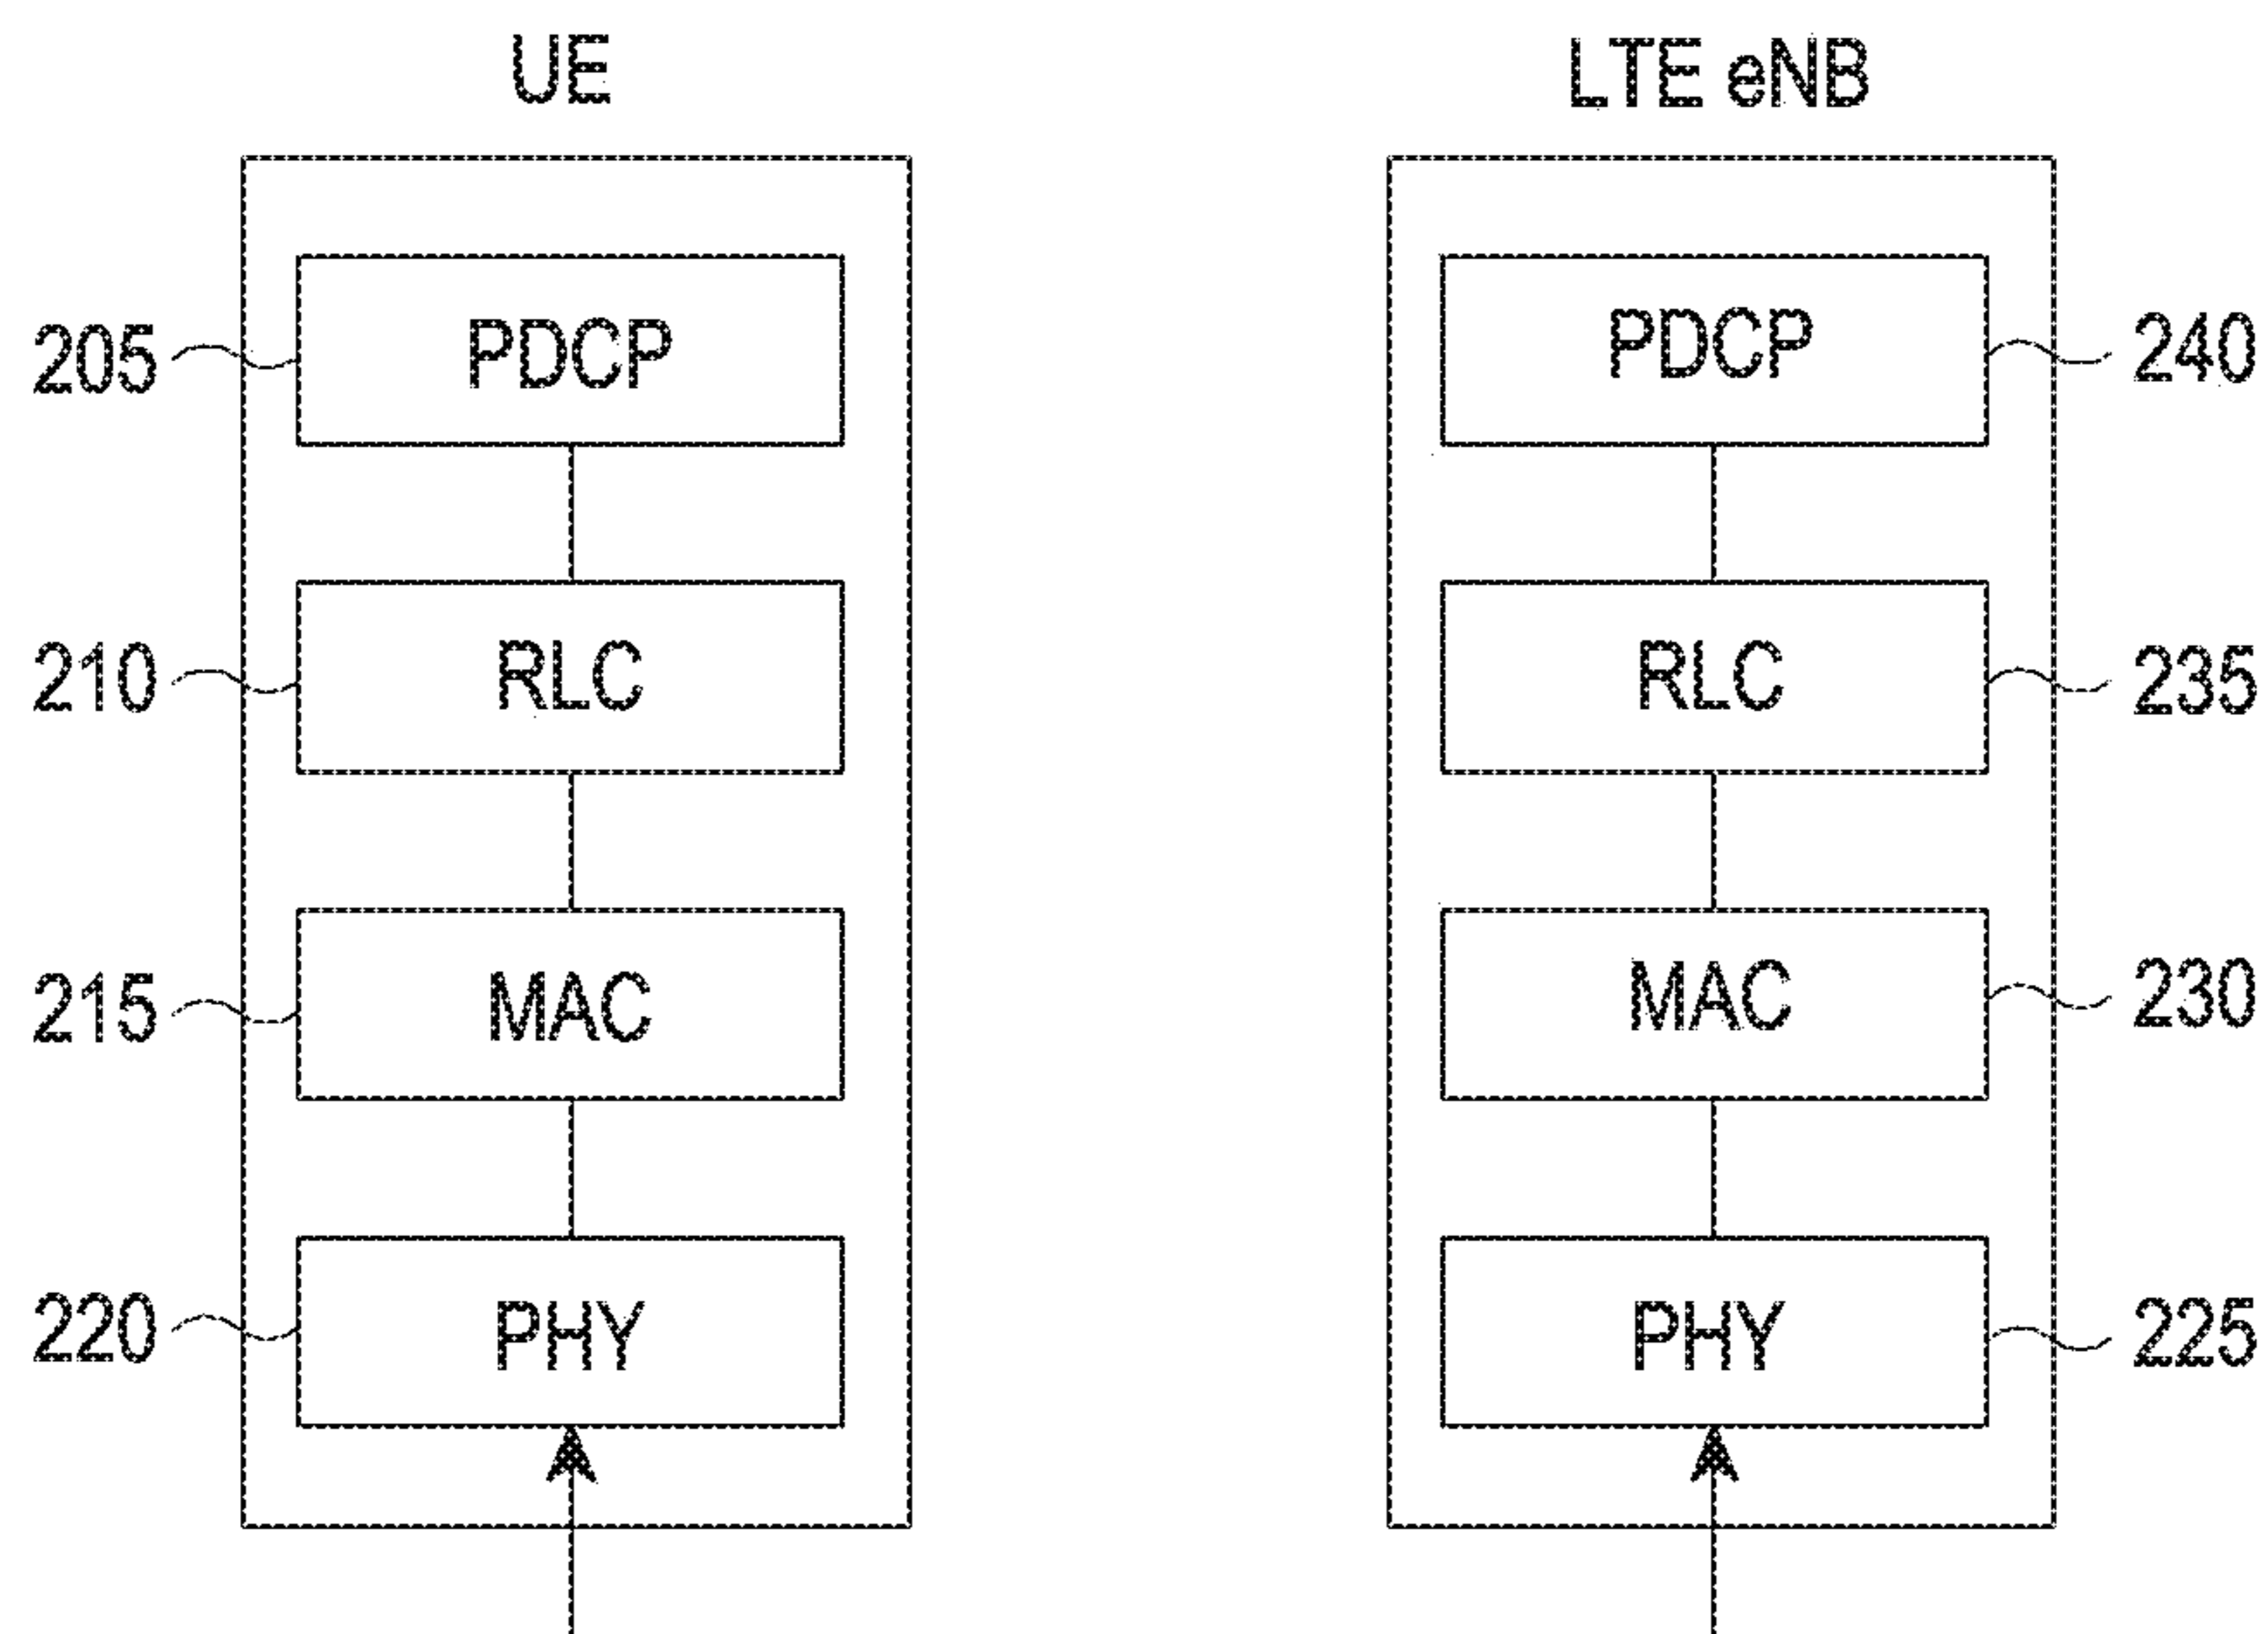 UE
LTE eNB
205
PDCP
PDCP
240
210
RLC
RLC
235
215
MAC
MAC
230
220
PHY
PHY
225